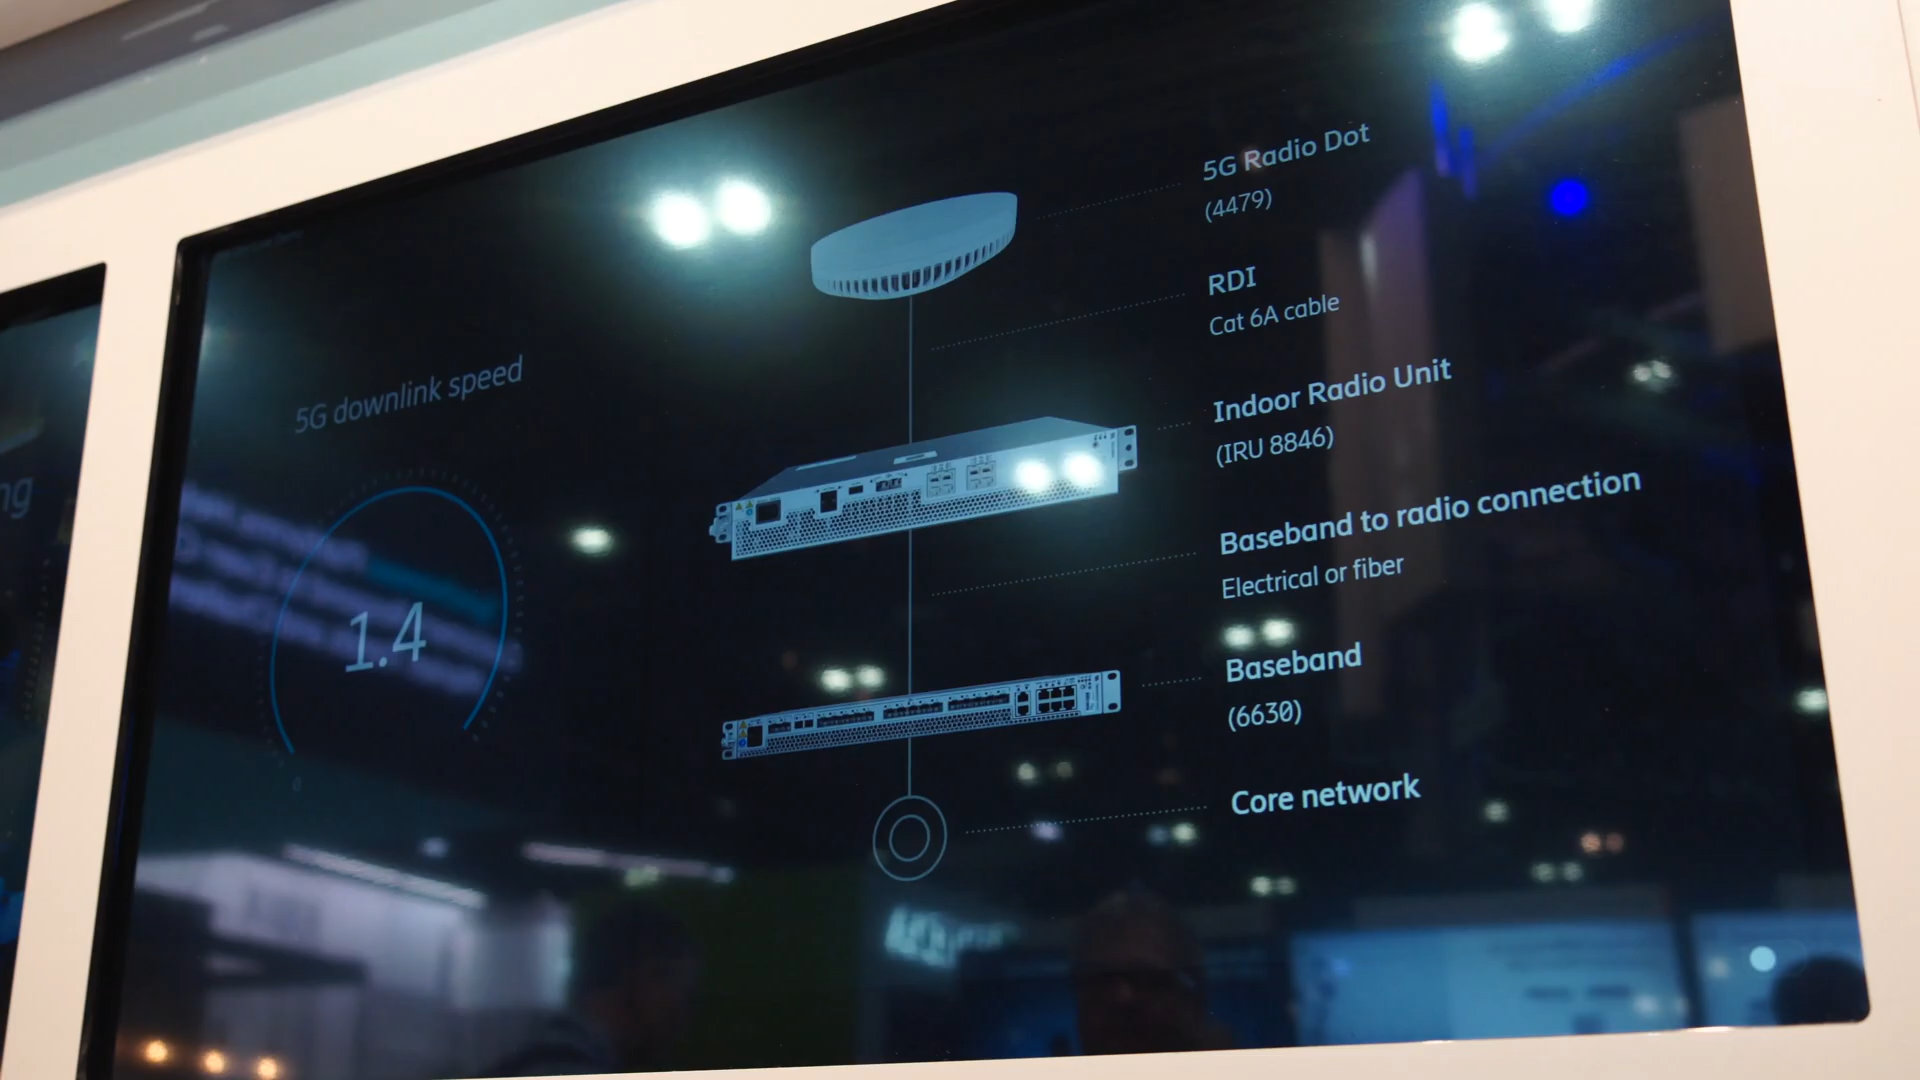 5G downlink speed
1.4
5G Radio Dot
(4479)
RDI
Cat 6A cable
Indoor Radio Unit
(IRU 8846)
Baseband to radio connection
Electrical or fiber
Baseband
(6630)
Core network
ng